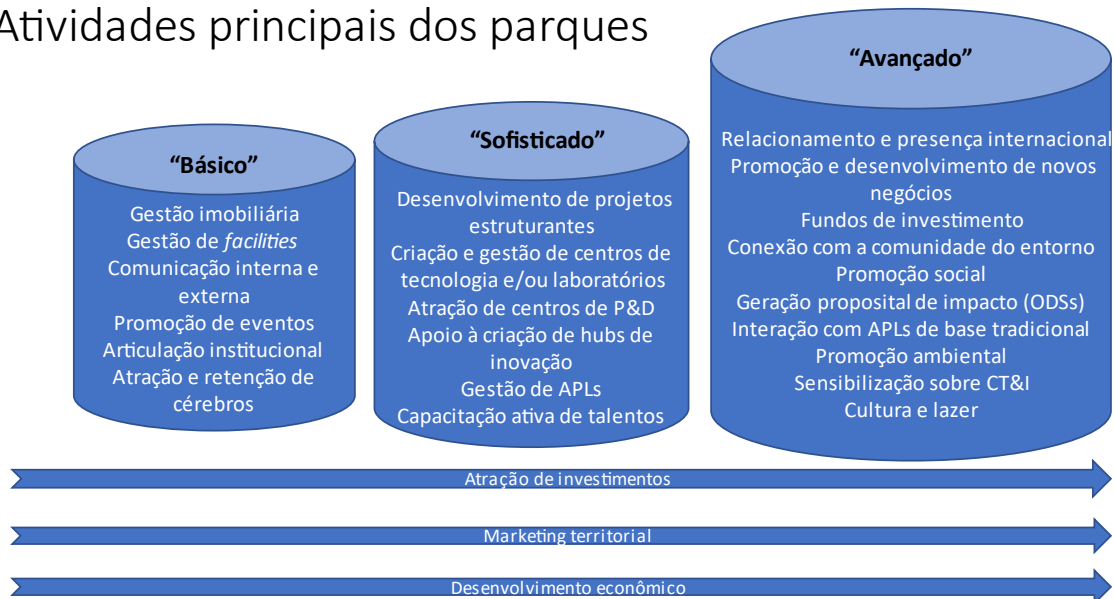 Atividades principais dos parques
“Básico”
Gestão imobiliária
Gestão de facilities
Comunicação interna e
externa
Promoção de eventos
Articulação institucional
Atração e retenção de
cérebros
“Sofisticado”
Desenvolvimento de projetos
estruturantes
Criação e gestão de centros de
tecnologia e/ou laboratórios
Atração de centros de P&D
Apoio à criação de hubs de
inovação
Gestão de APLs
Capacitação ativa de talentos
“Avançado”
Relacionamento e presença internacional
Promoção e desenvolvimento de novos
negócios
Fundos de investimento
Conexão com a comunidade do entorno
Promoção social
Geração proposital de impacto (ODSs)
Interação com APLs de base tradicional
Promoção ambiental
Sensibilização sobre CT&I
Cultura e lazer
Atração de investimentos
Marketing territorial
Desenvolvimento econômico